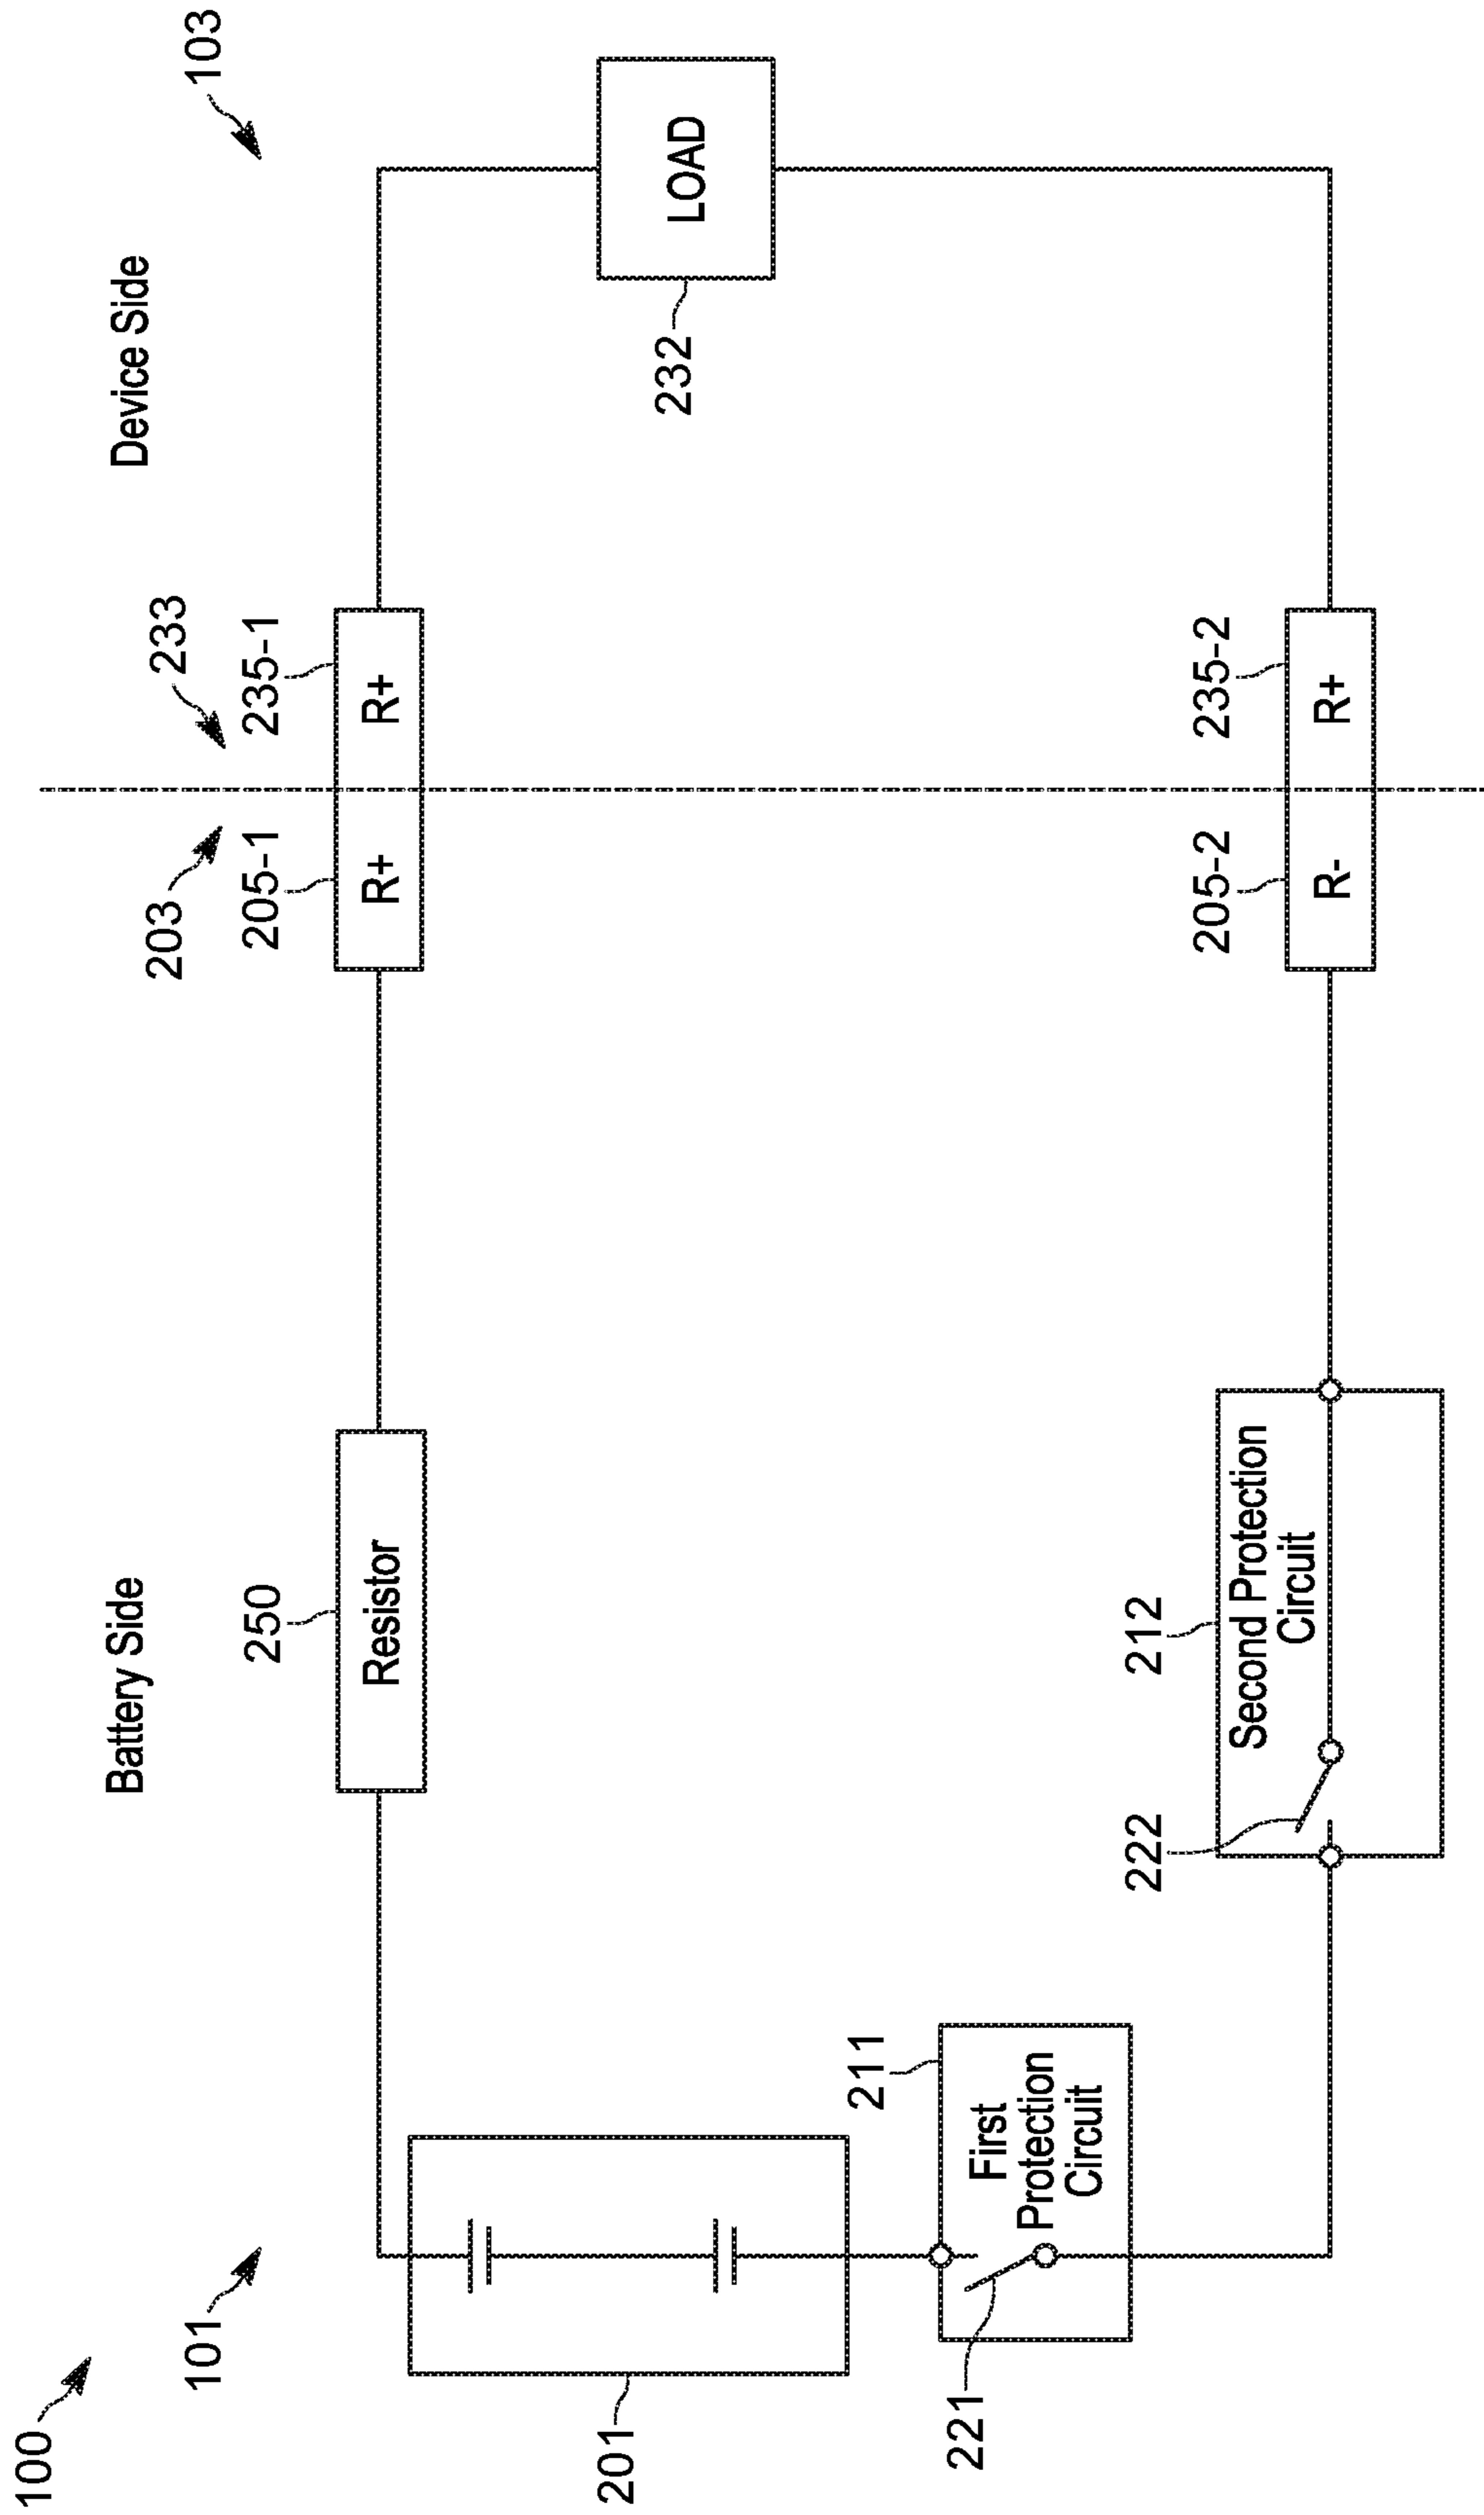 100
101
Battery Side
Device Side
103
203
233
250
205-1
235-1
Resistor
R+
R+
LOAD
232
201
211
First
Protection
Circuit
221
222
212
Second Protection
Circuit
205-2
235-2
R-
R+